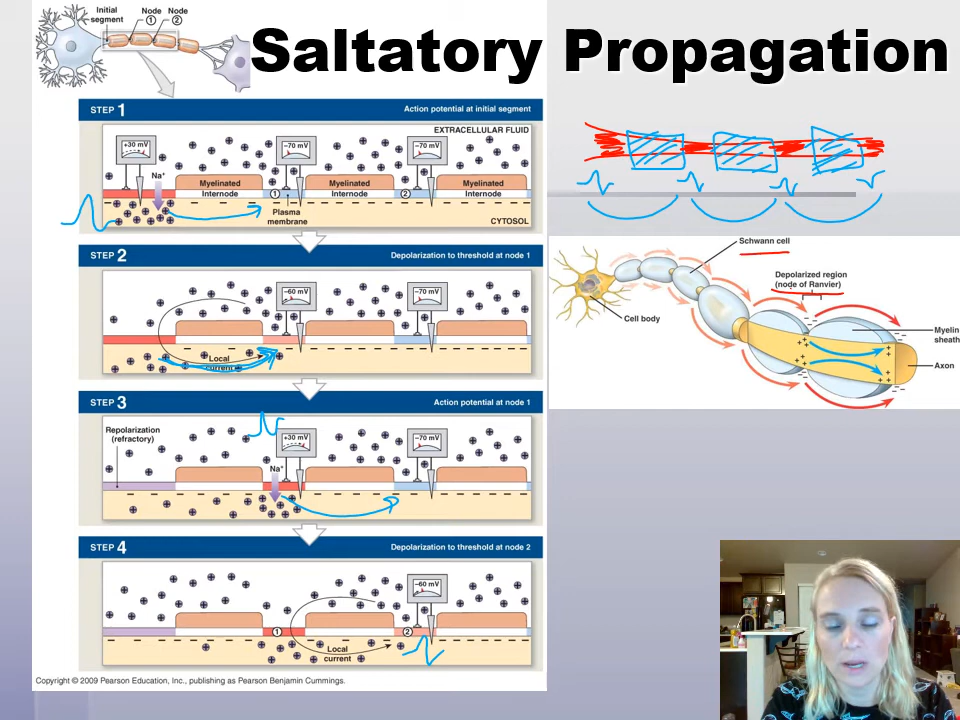 Saltatory Propagation
Initial
segment
Node
①
Node
②
STEP 1
Action potential at initial segment
EXTRACELLULAR FLUID
+30 mV
–70 mV
–70 mV
Na⁺
Myelinated
Internode
①
Myelinated
Internode
②
Myelinated
Internode
Plasma
membrane
CYTOSOL
STEP 2
Depolarization to threshold at node 1
–60 mV
–70 mV
Local
current
STEP 3
Action potential at node 1
Repolarization
(refractory)
+30 mV
–70 mV
Na⁺
STEP 4
Depolarization to threshold at node 2
–60 mV
①
②
Local
current
Copyright © 2009 Pearson Education, Inc., publishing as Pearson Benjamin Cummings.
Schwann cell
Depolarized region
(node of Ranvier)
Cell body
Myelin
sheath
Axon